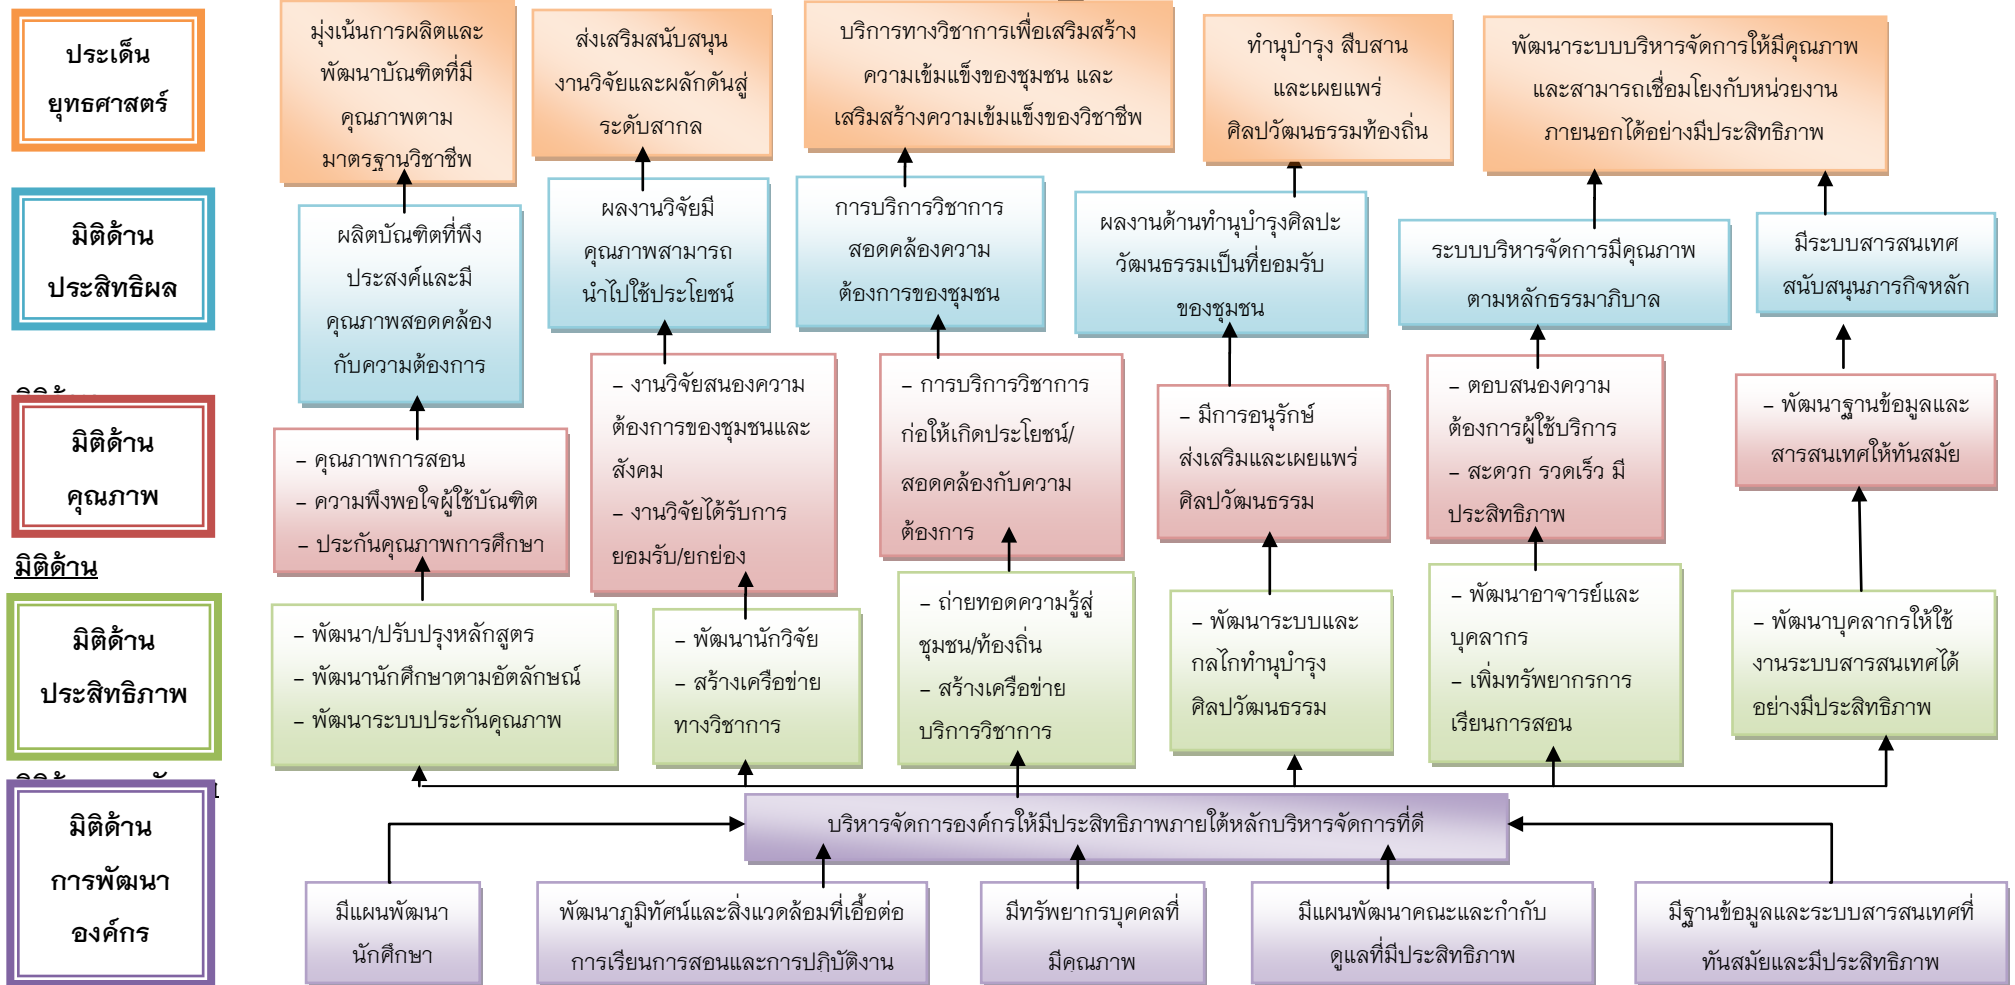 ประเด็น
ยุทธศาสตร์
มุ่งเน้นการผลิตและ
พัฒนาบัณฑิตที่มี
คุณภาพตาม
มาตรฐานวิชาชีพ
ส่งเสริมสนับสนุน
งานวิจัยและผลักดันสู่
ระดับสากล
บริการทางวิชาการเพื่อเสริมสร้าง
ความเข้มแข็งของชุมชน และ
เสริมสร้างความเข้มแข็งของวิชาชีพ
ทำนุบำรุง สืบสาน
และเผยแพร่
ศิลปวัฒนธรรมท้องถิ่น
พัฒนาระบบบริหารจัดการให้มีคุณภาพ
และสามารถเชื่อมโยงกับหน่วยงาน
ภายนอกได้อย่างมีประสิทธิภาพ
มิติด้าน
ประสิทธิผล
ผลิตบัณฑิตที่พึง
ประสงค์และมี
คุณภาพสอดคล้อง
กับความต้องการ
ผลงานวิจัยมี
คุณภาพสามารถ
นำไปใช้ประโยชน์
การบริการวิชาการ
สอดคล้องความ
ต้องการของชุมชน
ผลงานด้านทำนุบำรุงศิลปะ
วัฒนธรรมเป็นที่ยอมรับ
ของชุมชน
ระบบบริหารจัดการมีคุณภาพ
ตามหลักธรรมาภิบาล
มีระบบสารสนเทศ
สนับสนุนภารกิจหลัก
มิติด้าน
คุณภาพ
– คุณภาพการสอน
– ความพึงพอใจผู้ใช้บัณฑิต
– ประกันคุณภาพการศึกษา
– งานวิจัยสนองความ
ต้องการของชุมชนและ
สังคม
– งานวิจัยได้รับการ
ยอมรับ/ยกย่อง
– การบริการวิชาการ
ก่อให้เกิดประโยชน์/
สอดคล้องกับความ
ต้องการ
– มีการอนุรักษ์
ส่งเสริมและเผยแพร่
ศิลปวัฒนธรรม
– ตอบสนองความ
ต้องการผู้ใช้บริการ
– สะดวก รวดเร็ว มี
ประสิทธิภาพ
– พัฒนาฐานข้อมูลและ
สารสนเทศให้ทันสมัย
มิติด้าน
มิติด้าน
ประสิทธิภาพ
– พัฒนา/ปรับปรุงหลักสูตร
– พัฒนานักศึกษาตามอัตลักษณ์
– พัฒนาระบบประกันคุณภาพ
– พัฒนานักวิจัย
– สร้างเครือข่าย
ทางวิชาการ
– ถ่ายทอดความรู้สู่
ชุมชน/ท้องถิ่น
– สร้างเครือข่าย
บริการวิชาการ
– พัฒนาระบบและ
กลไกทำนุบำรุง
ศิลปวัฒนธรรม
– พัฒนาอาจารย์และ
บุคลากร
– เพิ่มทรัพยากรการ
เรียนการสอน
– พัฒนาบุคลากรให้ใช้
งานระบบสารสนเทศได้
อย่างมีประสิทธิภาพ
มิติด้าน
การพัฒนา
องค์กร
บริหารจัดการองค์กรให้มีประสิทธิภาพภายใต้หลักบริหารจัดการที่ดี
มีแผนพัฒนา
นักศึกษา
พัฒนาภูมิทัศน์และสิ่งแวดล้อมที่เอื้อต่อ
การเรียนการสอนและการปฏิบัติงาน
มีทรัพยากรบุคคลที่
มีคุณภาพ
มีแผนพัฒนาคณะและกำกับ
ดูแลที่มีประสิทธิภาพ
มีฐานข้อมูลและระบบสารสนเทศที่
ทันสมัยและมีประสิทธิภาพ